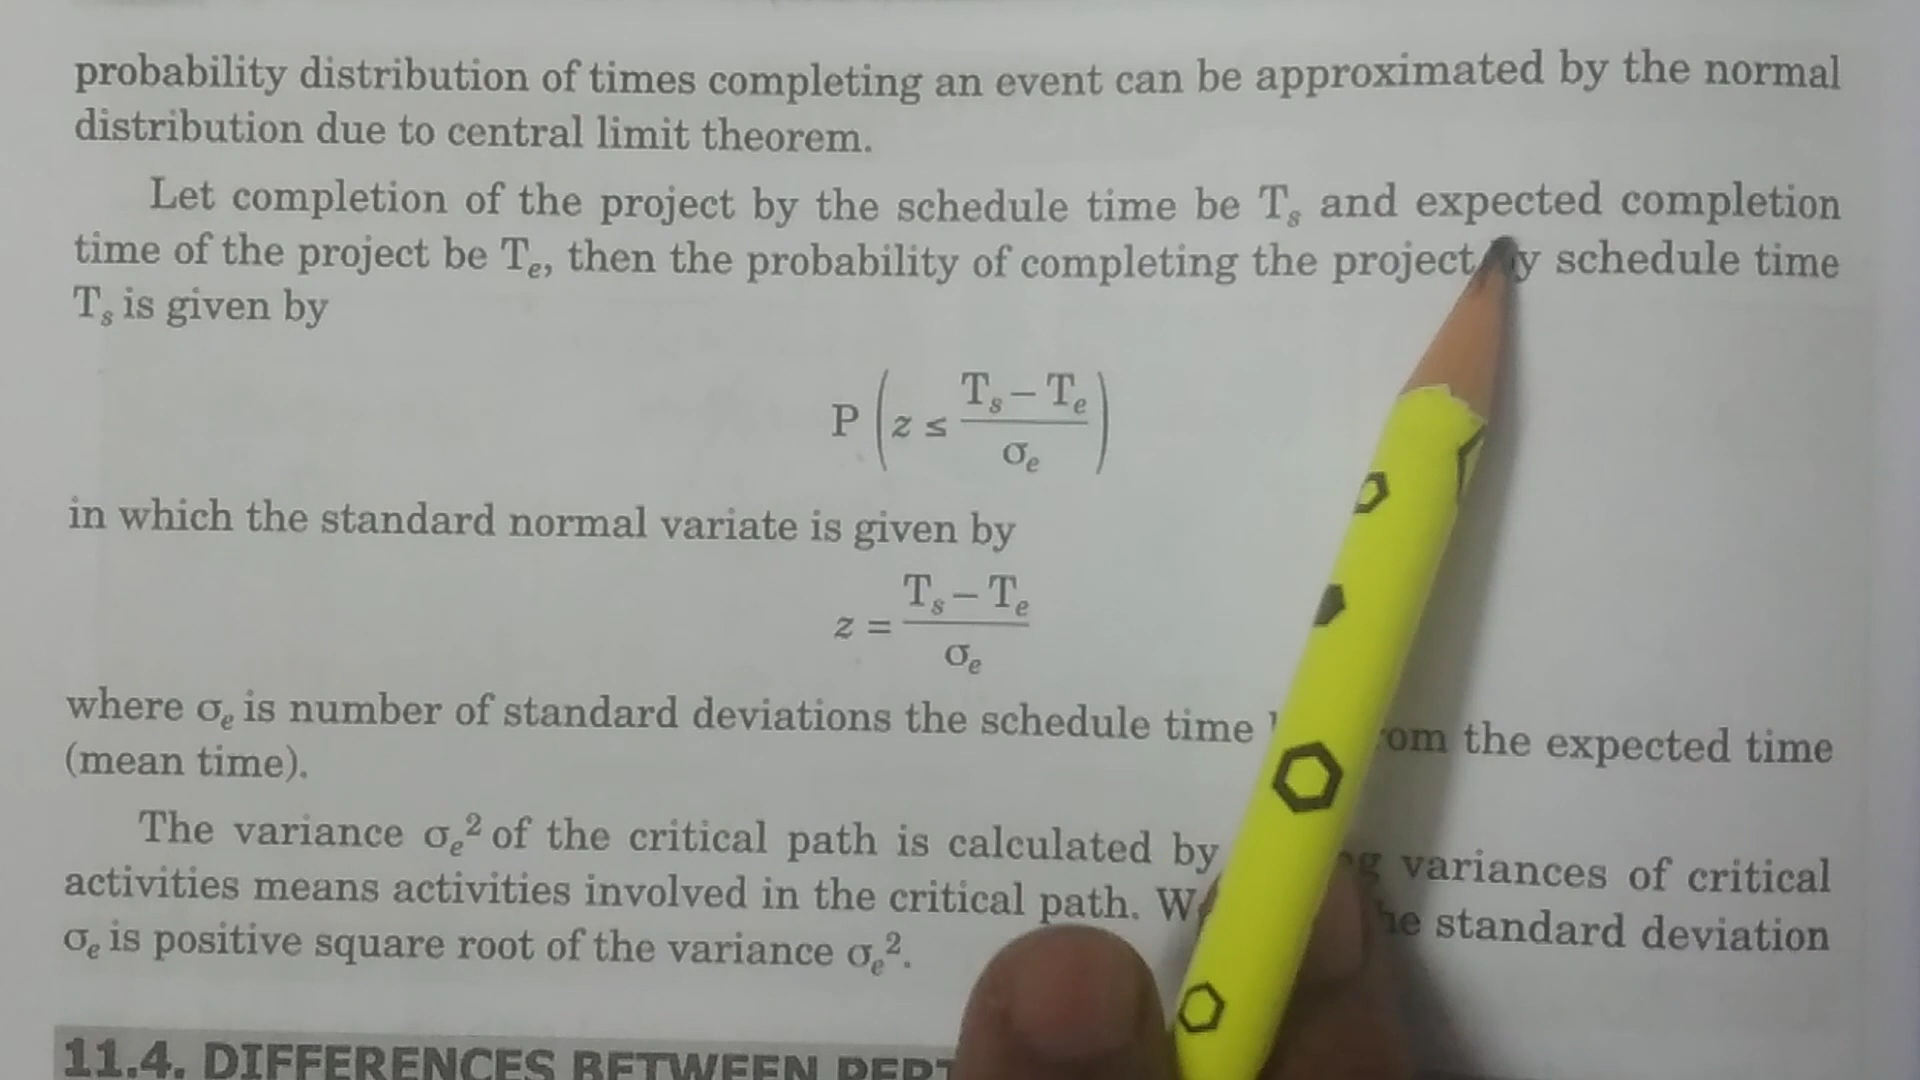 probability distribution of times completing an event can be approximated by the normal
distribution due to central limit theorem.
Let completion of the project by the schedule time be Tₛ and expected completion
time of the project be Tₑ, then the probability of completing the project schedule time
Tₛ is given by
P ( z ≤ (Tₛ – Tₑ) / σₑ )
in which the standard normal variate is given by
z = (Tₛ – Tₑ) / σₑ
where σₑ is number of standard deviations the schedule time the expected time
(mean time).
The variance σₑ² of the critical path is calculated by variances of critical
activities means activities involved in the critical path. standard deviation
σₑ is positive square root of the variance σₑ².
11.4. DIFFERENCES BETWEEN